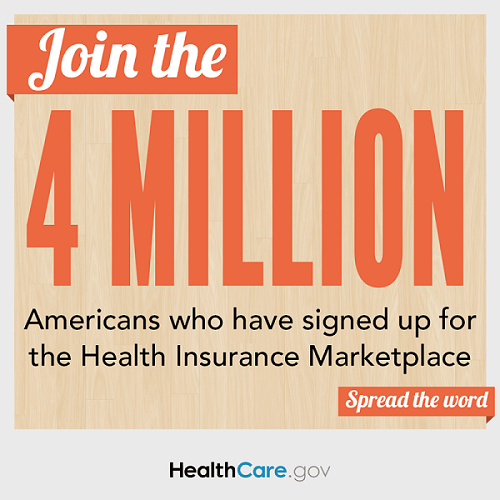 Join the
4 MILLION
Americans who have signed up for
the Health Insurance Marketplace
Spread the word
HealthCare.gov